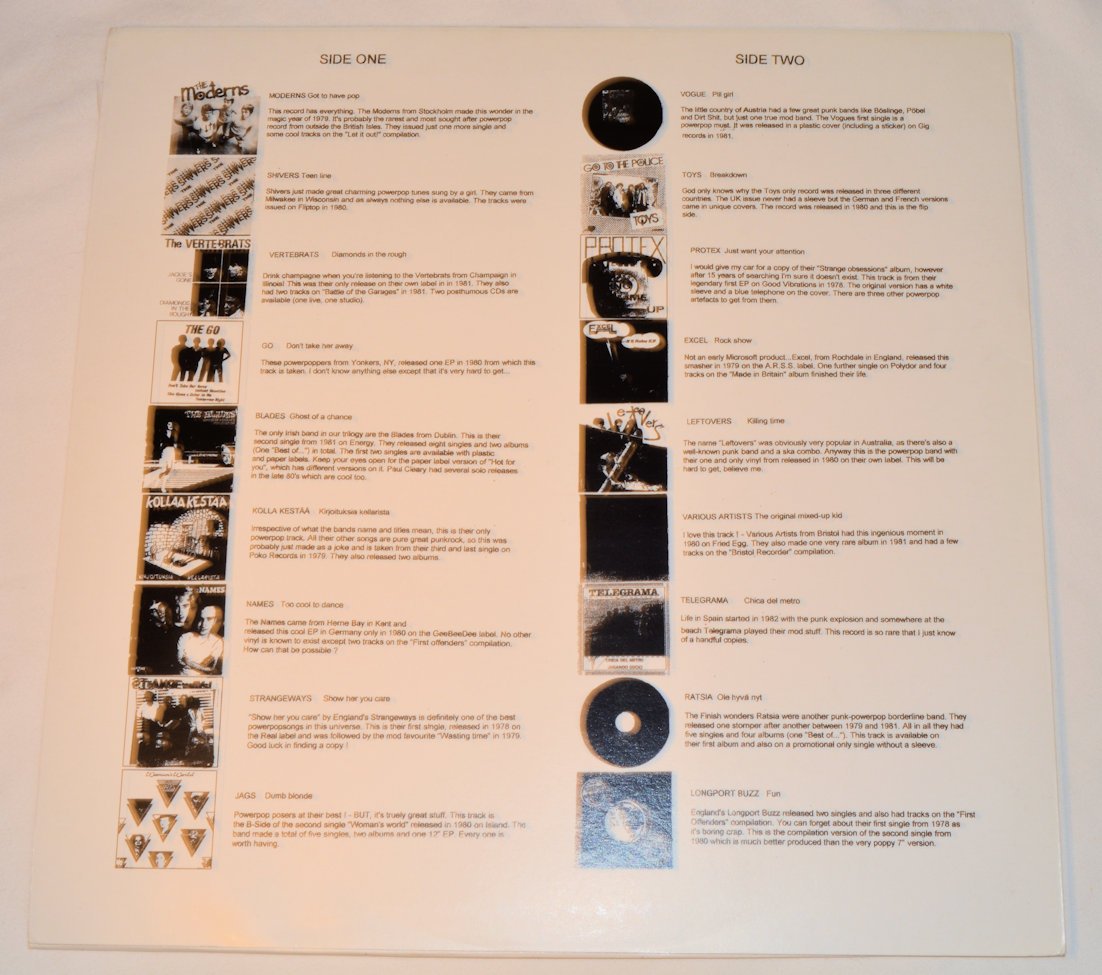 SIDE ONE
THE
Moderns
MODERNS Got to have pop
This record has everything. The Moderns from Stockholm made this wonder in the
magic year of 1979. It's probably the rarest and most sought after powerpop
record from outside the British Isles. They issued just one more single and
some cool tracks on the "Let it out!" compilation.
SHIVERS Teen line
Shivers just made great charming powerpop tunes sung by a girl. They came from
Milwakee in Wisconsin and as always nothing else is available. The tracks were
issued on Fliptop in 1980.
The VERTEBRATS
JACKIE'S
GONE
DIAMONDS
IN THE
ROUGH
VERTEBRATS Diamonds in the rough
Drink champagne when you're listening to the Vertebrats from Champaign in
Illinois! This was their only release on their own label in in 1981. They also
had two tracks on "Battle of the Garages" in 1981. Two posthumous CDs are
available (one live, one studio).
THE GO
Don't Take Her Away
Instant Reaction
Tomorrow Night
GO Don't take her away
These powerpoppers from Yonkers, NY, released one EP in 1980 from which this
track is taken. I don't know anything else except that it's very hard to get...
THE BLADES
BLADES Ghost of a chance
The only Irish band in our trilogy are the Blades from Dublin. This is their
second single from 1981 on Energy. They released eight singles and two albums
(One "Best of...") in total. The first two singles are available with plastic
and paper labels. Keep your eyes open for the paper label version of "Hot for
you", which has different versions on it. Paul Cleary had several solo releases
in the late 80's which are cool too.
KOLLAA KESTÄÄ
KIRJOITUKSIA KELLARISTA
KOLLA KESTÄÄ Kirjoituksia kellarista
Irrespective of what the bands name and titles mean, this is their only
powerpop track. All their other songs are pure great punkrock, so this was
probably just made as a joke and is taken from their third and last single on
Poko Records in 1979. They also released two albums.
NAMES
NAMES Too cool to dance
The Names came from Herne Bay in Kent and
released this cool EP in Germany only in 1980 on the GeeBeeDee label. No other
vinyl is known to exist except two tracks on the "First offenders" compilation.
How can that be possible ?
STRANGEWAYS Show her you care
"Show her you care" by England's Strangeways is definitely one of the best
powerpopsongs in this universe. This is their first single, released in 1978 on
the Real label and was followed by the mod favourite "Wasting time" in 1979.
Good luck in finding a copy !
Woman's World
JAGS Dumb blonde
Powerpop posers at their best ! - BUT, it's truely great stuff. This track is
the B-Side of the second single "Woman's world" released in 1980 on Island. The
band made a total of five singles, two albums and one 12" EP. Every one is
worth having.
SIDE TWO
VOGUE Pill girl
The little country of Austria had a few great punk bands like Böslinge, Pöbel
and Dirt Shit, but just one true mod band. The Vogues first single is a
powerpop must. It was released in a plastic cover (including a sticker) on Gig
records in 1981.
GO TO THE POLICE
TOYS
TOYS Breakdown
God only knows why the Toys only record was released in three different
countries. The UK issue never had a sleeve but the German and French versions
came in unique covers. The record was released in 1980 and this is the flip
side.
PROTEX
UP
PROTEX Just want your attention
I would give my car for a copy of their "Strange obsessions" album, however
after 15 years of searching I'm sure it doesn't exist. This track is from their
legendary first EP on Good Vibrations in 1978. The original version has a white
sleeve and a blue telephone on the cover. There are three other powerpop
artefacts to get from them.
EXCEL Rock show
Not an early Microsoft product...Excel, from Rochdale in England, released this
smasher in 1979 on the A.R.S.S. label. One further single on Polydor and four
tracks on the "Made in Britain" album finished their life.
LEFTOVERS Killing time
The name "Leftovers" was obviously very popular in Australia, as there's also a
well-known punk band and a ska combo. Anyway this is the powerpop band with
their one and only vinyl from released in 1980 on their own label. This will be
hard to get, believe me.
VARIOUS ARTISTS The original mixed-up kid
I love this track ! - Various Artists from Bristol had this ingenious moment in
1980 on Fried Egg. They also made one very rare album in 1981 and had a few
tracks on the "Bristol Recorder" compilation.
TELEGRAMA
CHICA DEL METRO
JUGANDO SUCIO
TELEGRAMA Chica del metro
Life in Spain started in 1982 with the punk explosion and somewhere at the
beach Telegrama played their mod stuff. This record is so rare that I just know
of a handful copies.
RATSIA Ole hyvä nyt
The Finish wonders Ratsia were another punk-powerpop borderline band. They
released one stomper after another between 1979 and 1981. All in all they had
five singles and four albums (one "Best of..."). This track is available on
their first album and also on a promotional only single without a sleeve.
LONGPORT BUZZ Fun
England's Longport Buzz released two singles and also had tracks on the "First
Offenders" compilation. You can forget about their first single from 1978 as
it's boring crap. This is the compilation version of the second single from
1980 which is much better produced than the very poppy 7" version.